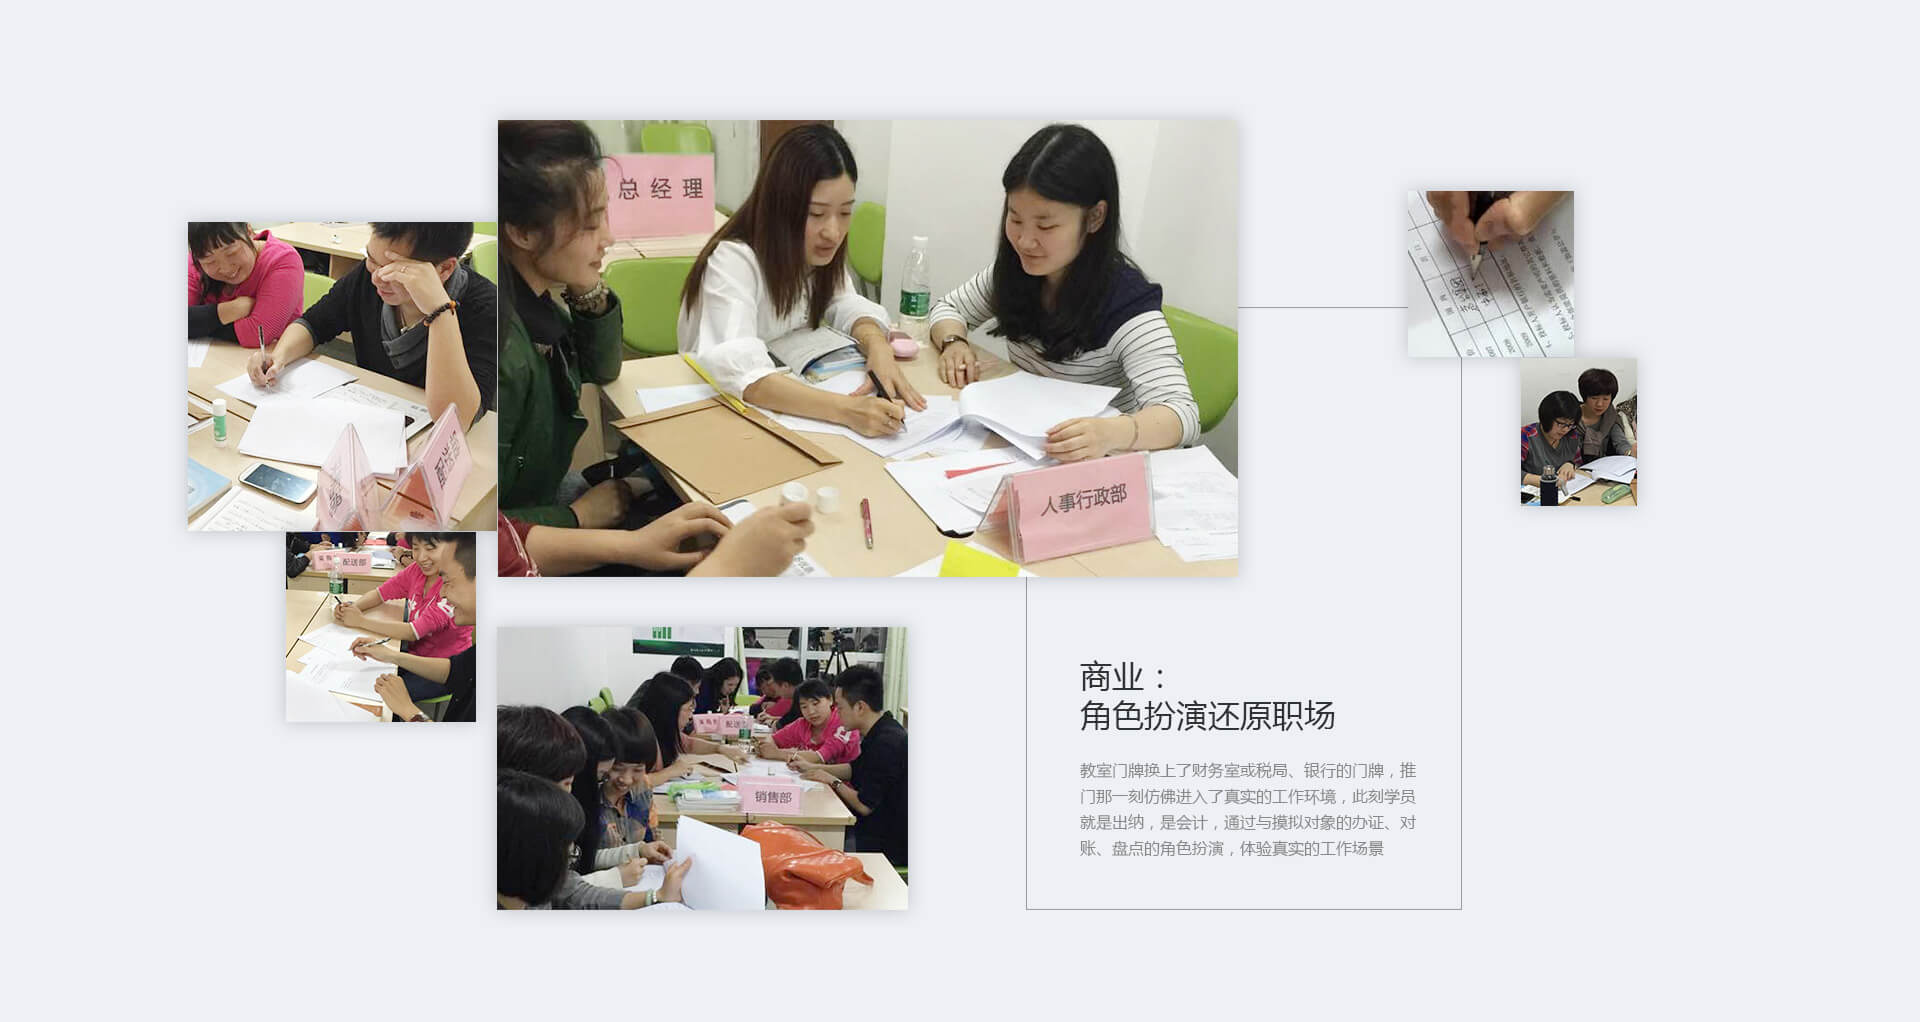 总经理
人事行政部
配送部
配送
销售部
商业：
角色扮演还原职场
教室门牌换上了财务室或税局、银行的门牌，推
门那一刻仿佛进入了真实的工作环境，此刻学员
就是出纳，是会计，通过与摸拟对象的办证、对
账、盘点的角色扮演，体验真实的工作场景